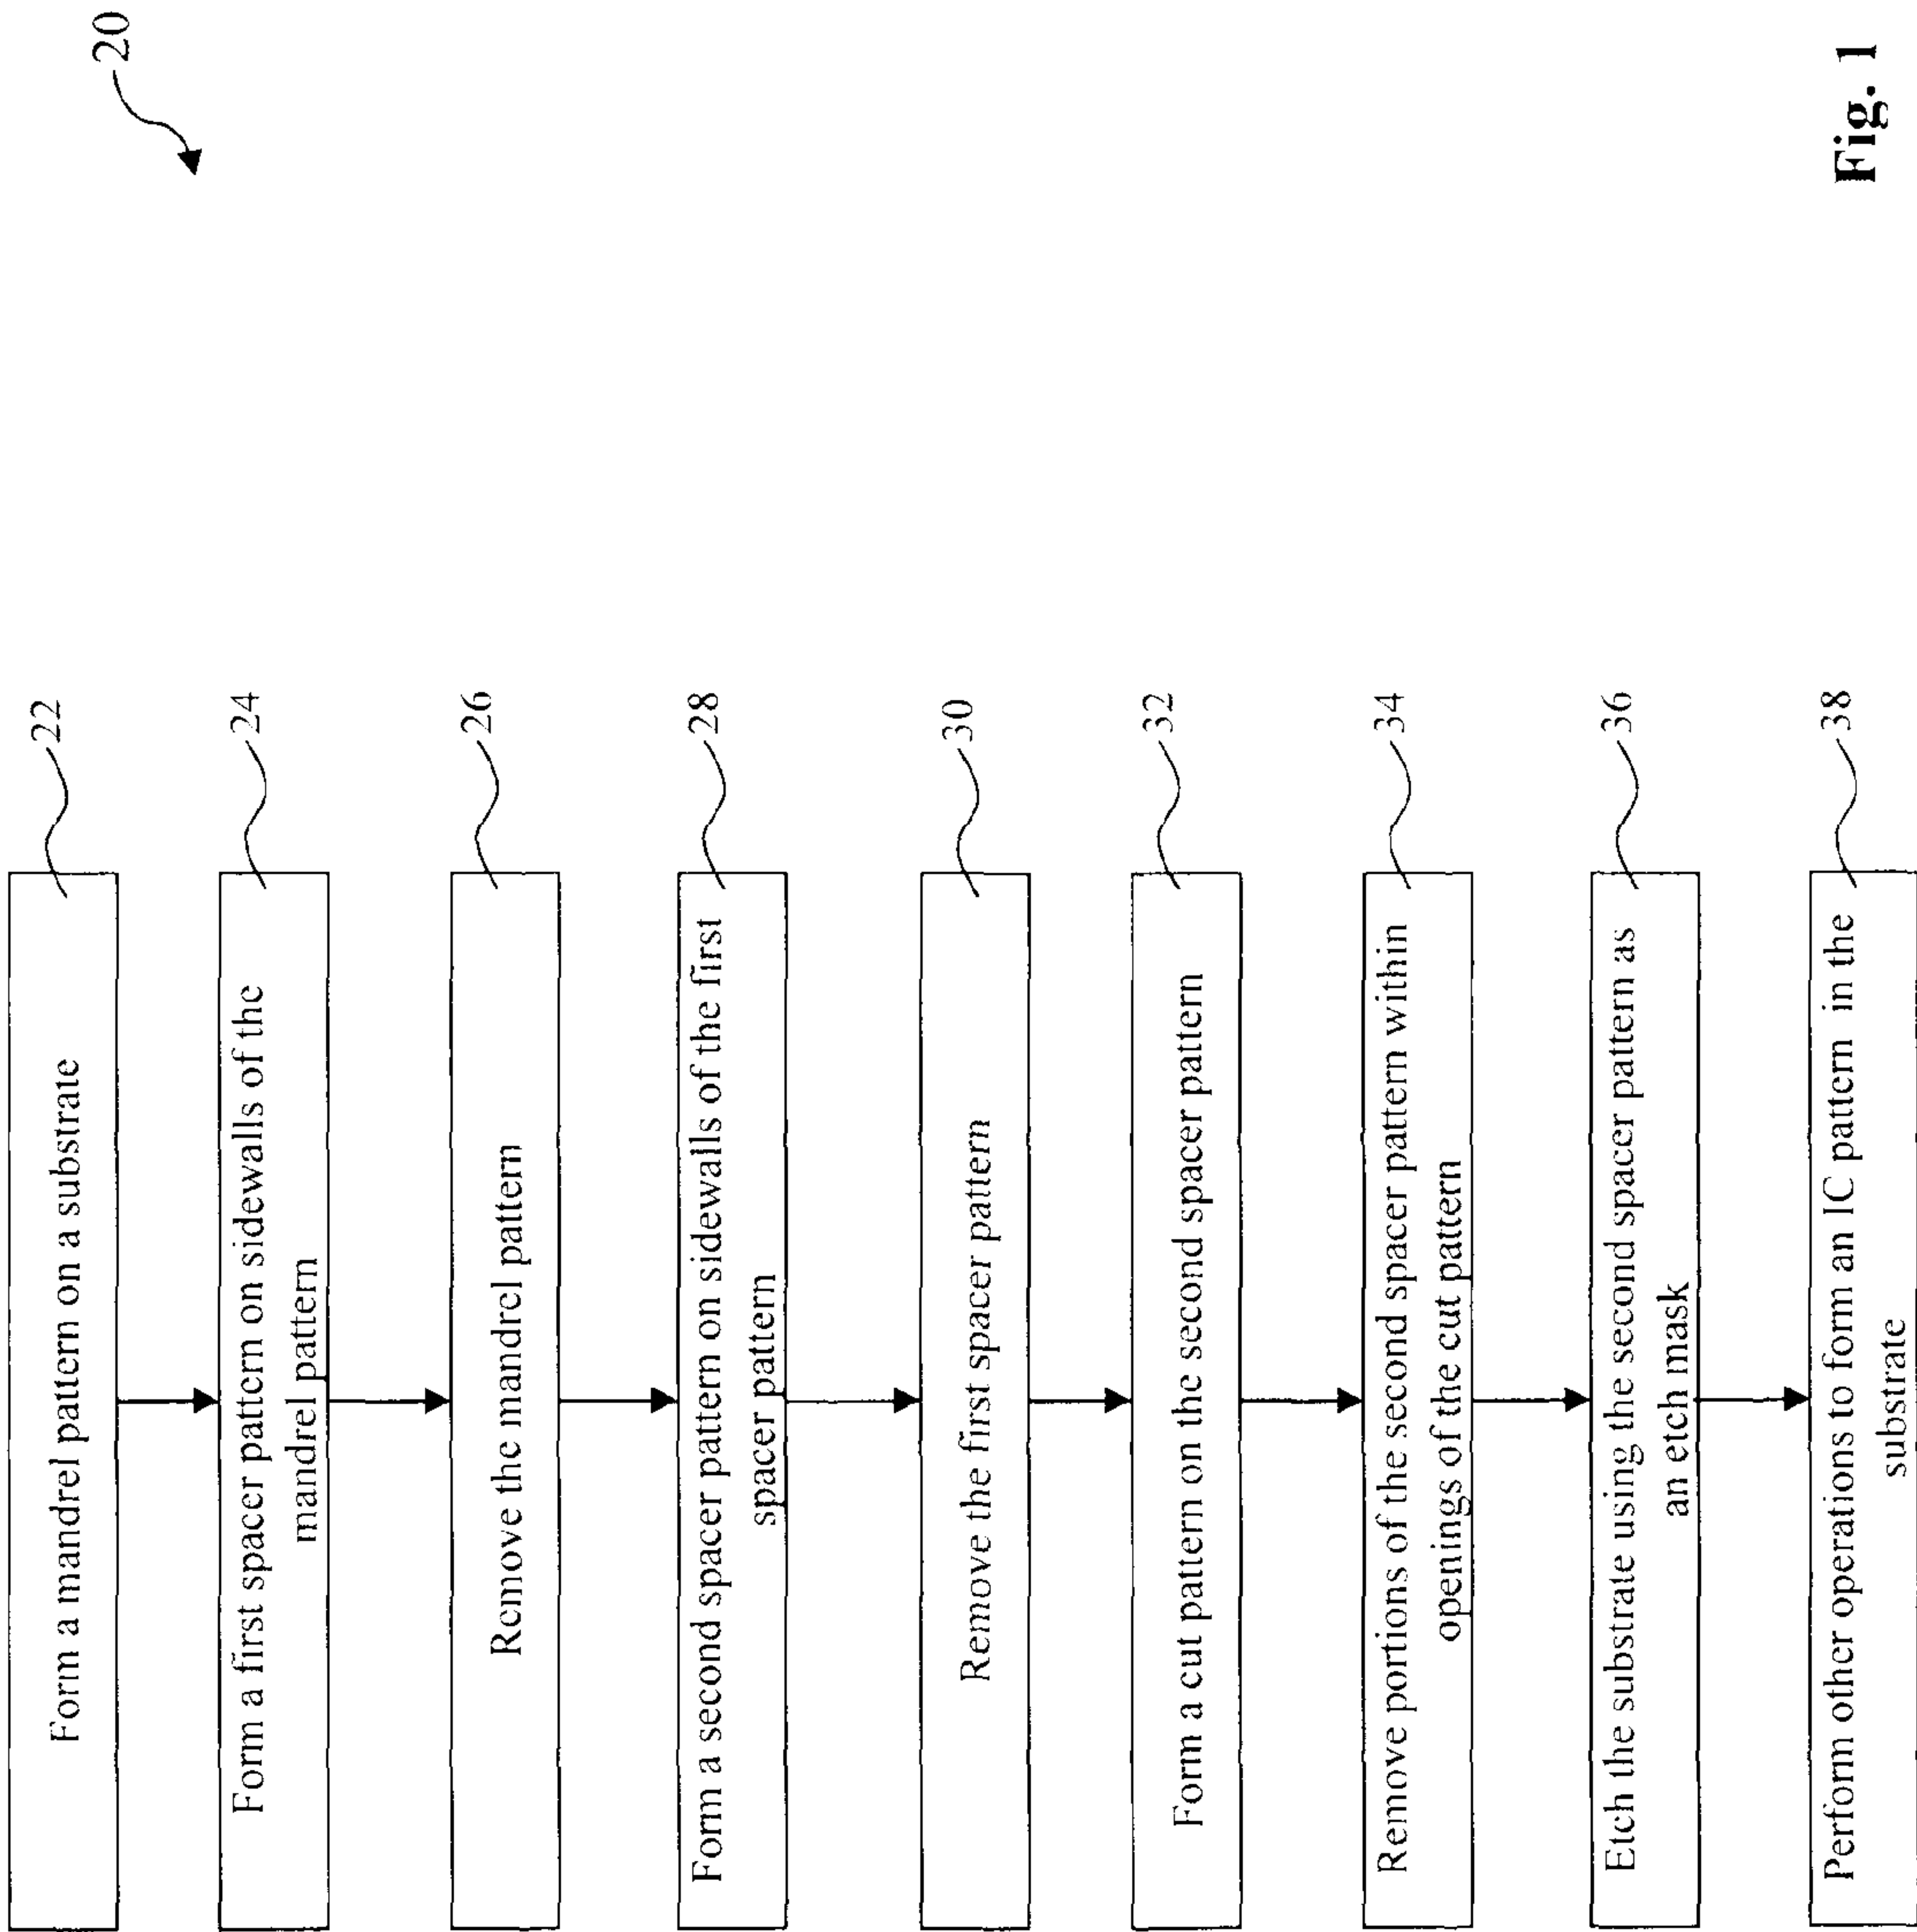 20
Form a mandrel pattern on a substrate
22
Form a first spacer pattern on sidewalls of the
mandrel pattern
24
Remove the mandrel pattern
26
Form a second spacer pattern on sidewalls of the first
spacer pattern
28
Remove the first spacer pattern
30
Form a cut pattern on the second spacer pattern
32
Remove portions of the second spacer pattern within
openings of the cut pattern
34
Etch the substrate using the second spacer pattern as
an etch mask
36
Perform other operations to form an IC pattern in the
substrate
38
Fig. 1